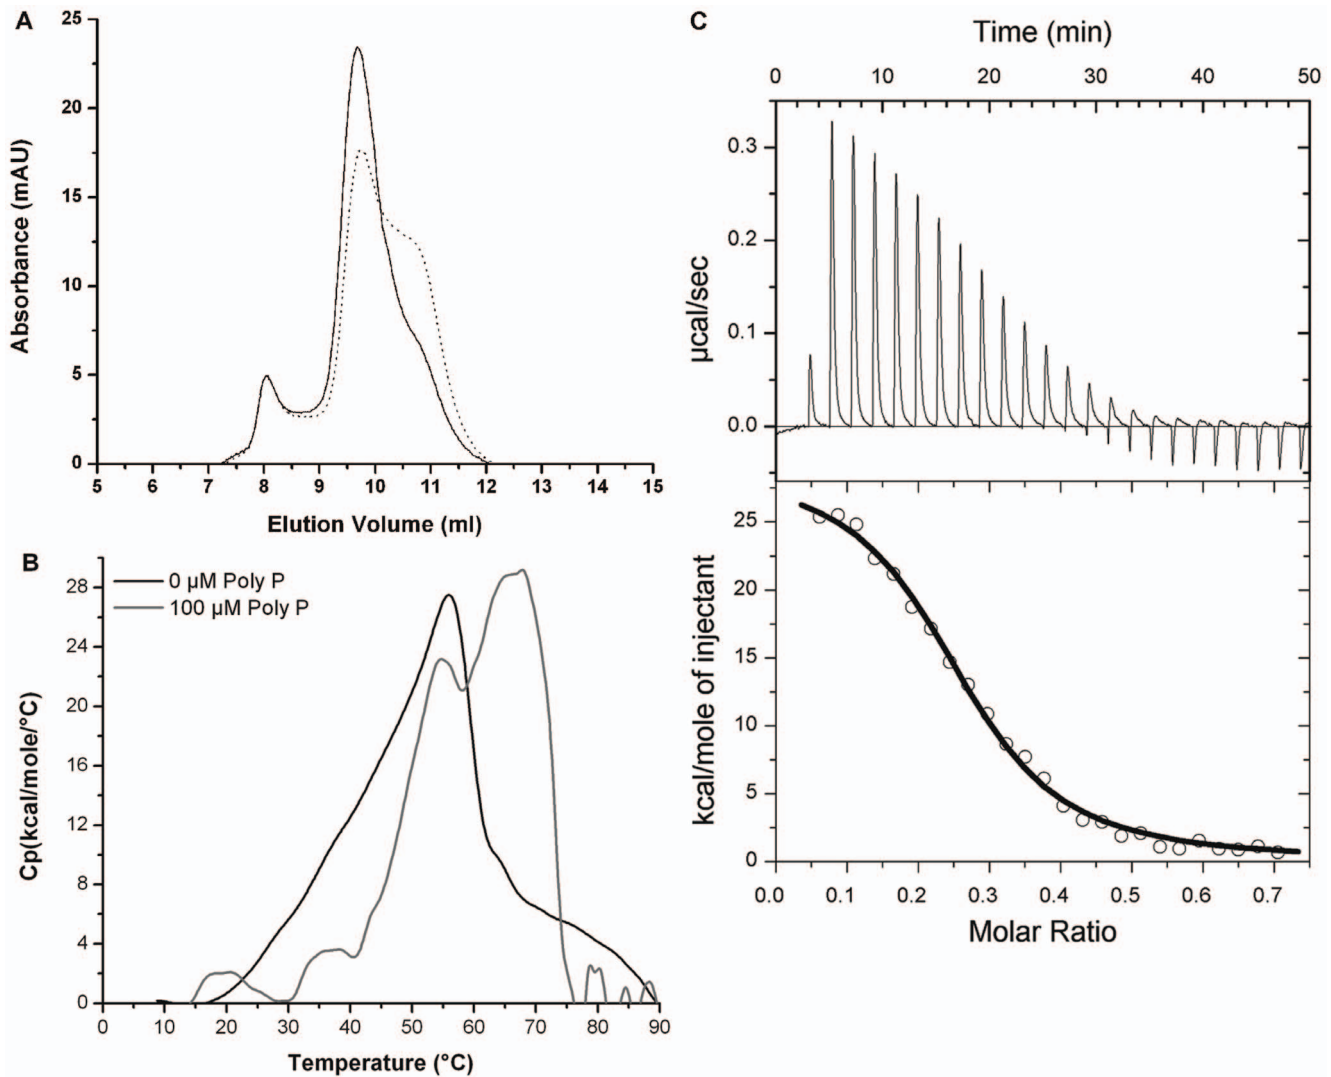 A
25
20
15
10
5
0
Absorbance (mAU)
5 6 7 8 9 10 11 12 13 14 15
Elution Volume (ml)
B
0 µM Poly P
100 µM Poly P
28
24
20
16
12
8
4
0
Cp(kcal/mole/°C)
0 10 20 30 40 50 60 70 80 90
Temperature (°C)
C
Time (min)
0 10 20 30 40 50
0.3
0.2
0.1
0.0
µcal/sec
25
20
15
10
5
0
kcal/mole of injectant
0.0 0.1 0.2 0.3 0.4 0.5 0.6 0.7
Molar Ratio